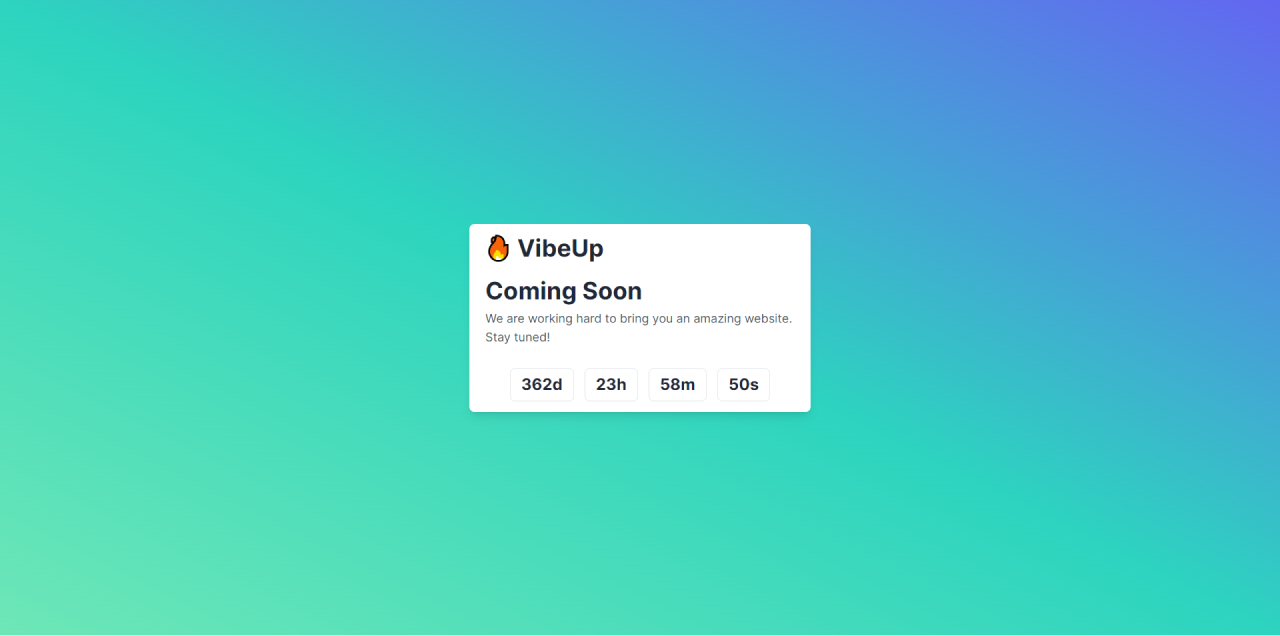 VibeUp
Coming Soon
We are working hard to bring you an amazing website.
Stay tuned!
362d 23h 58m 50s